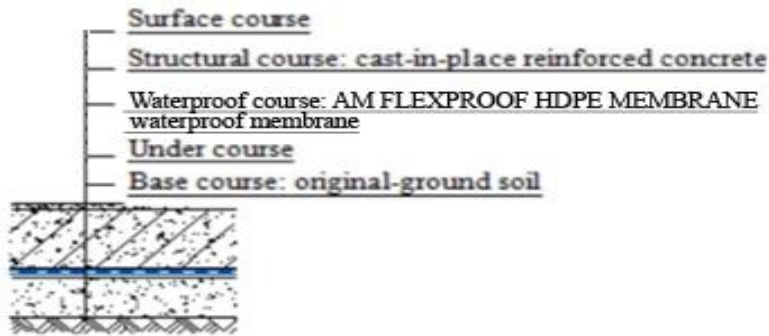 Surface course
Structural course: cast-in-place reinforced concrete
Waterproof course: AM FLEXPROOF HDPE MEMBRANE
waterproof membrane
Under course
Base course: original-ground soil